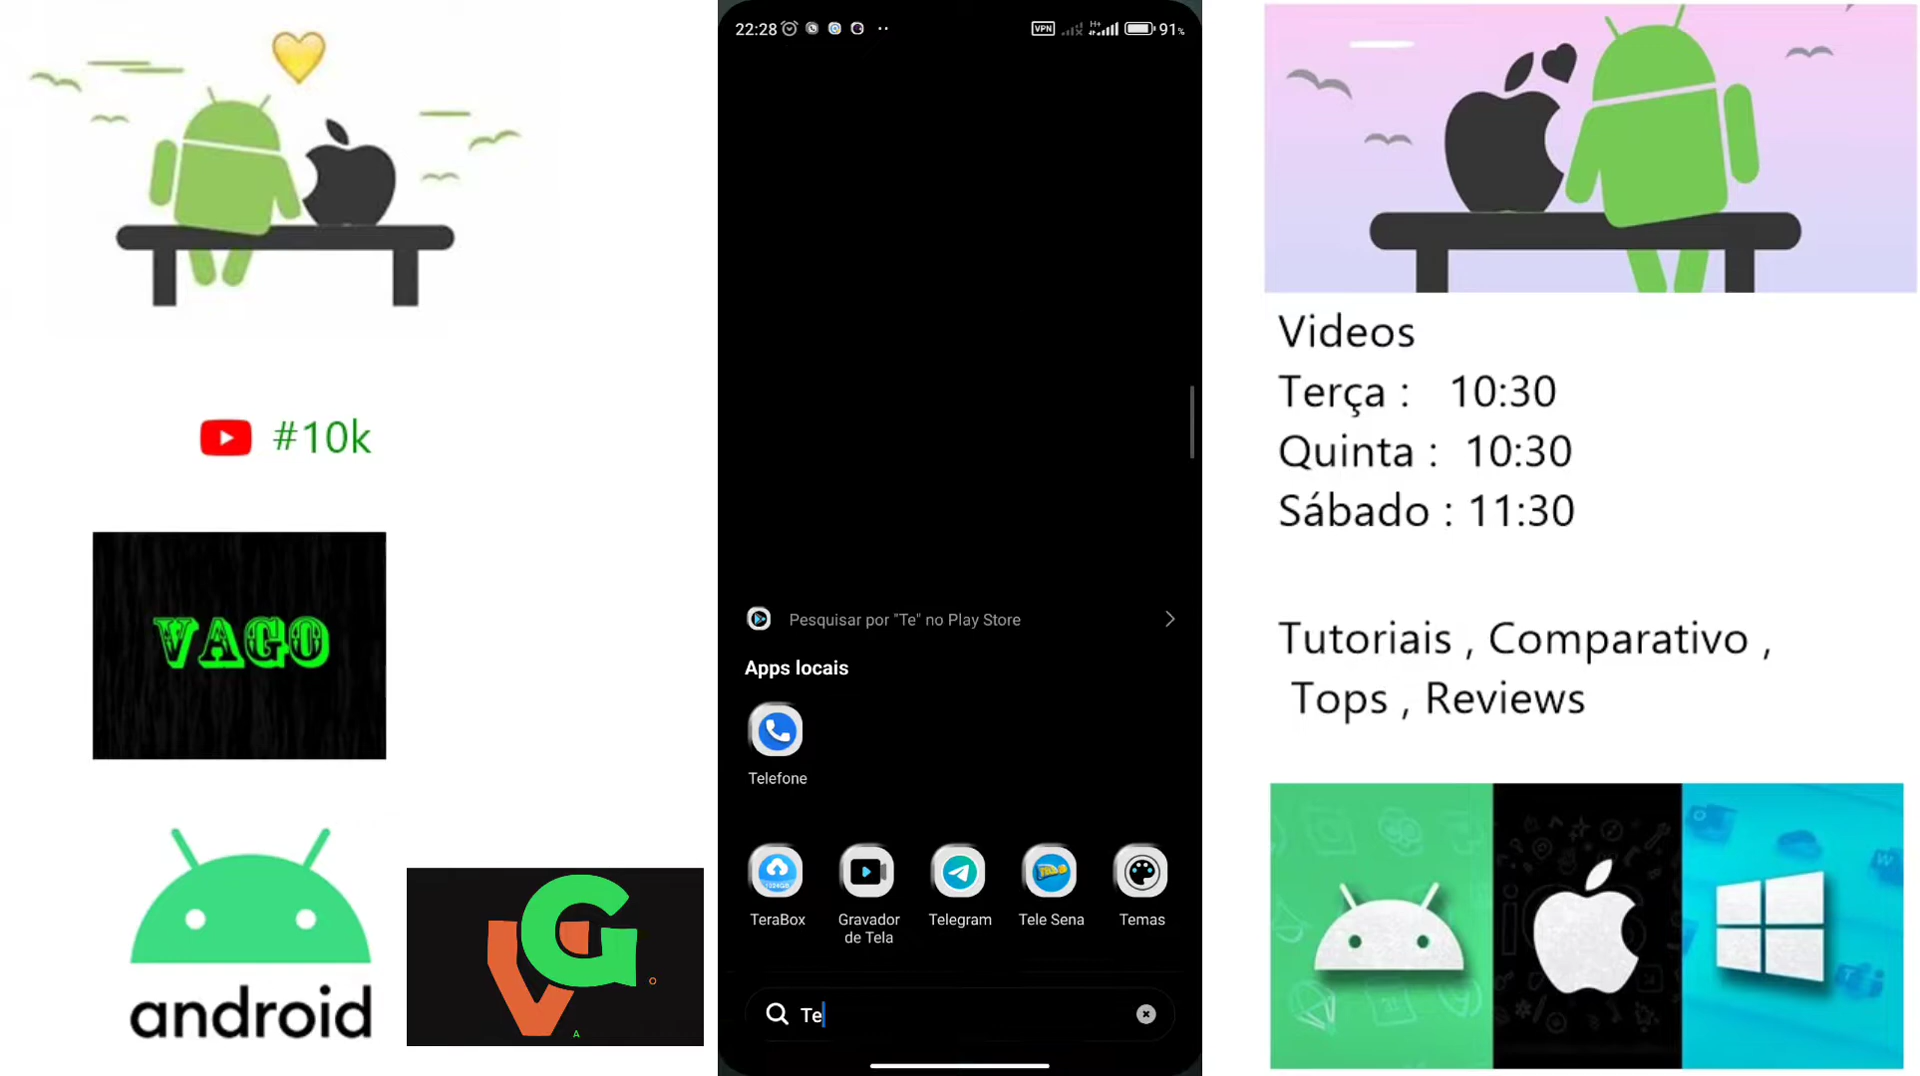 #10k
VAGO
android
VG
A
O
22:28
VPN
H+
91%
Pesquisar por "Te" no Play Store
Apps locais
Telefone
TeraBox
Gravador
de Tela
Telegram
Tele Sena
Temas
Te
Videos
Terça : 10:30
Quinta : 10:30
Sábado : 11:30
Tutoriais , Comparativo ,
Tops , Reviews